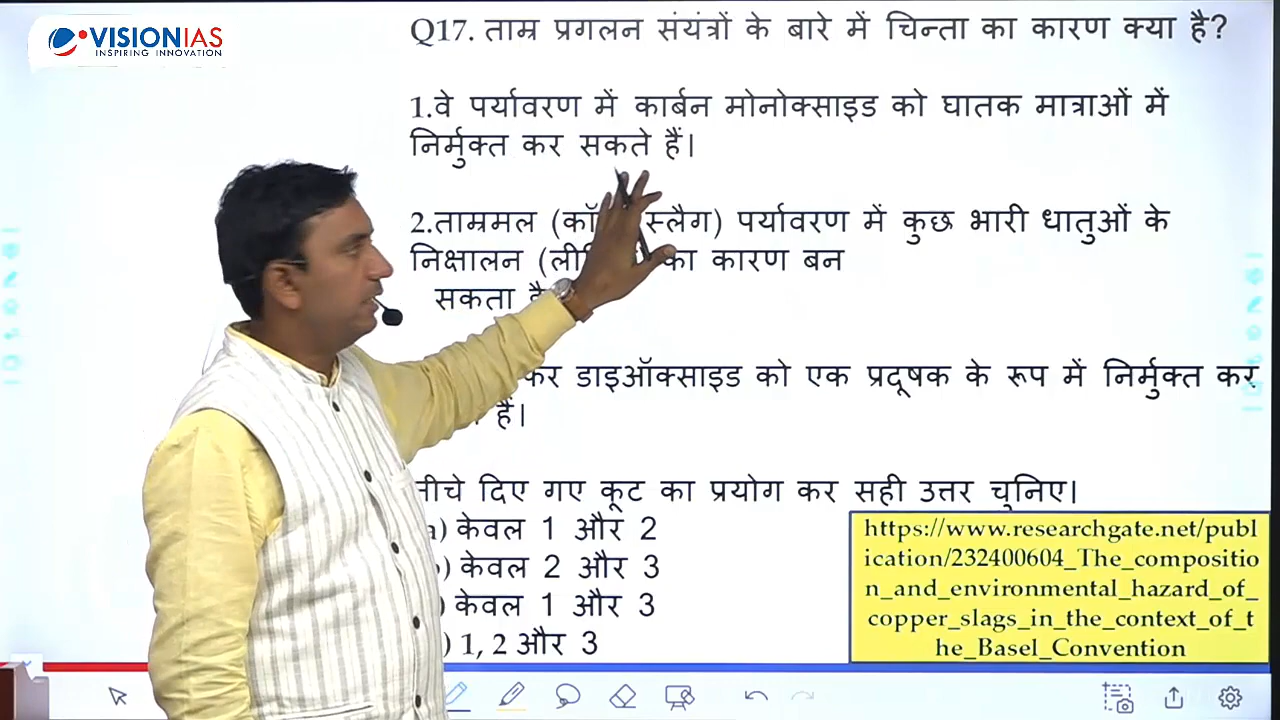 VISIONIAS
INSPIRING INNOVATION
Q17. ताम्र प्रगलन संयंत्रों के बारे में चिन्ता का कारण क्या है?
1.वे पर्यावरण में कार्बन मोनोक्साइड को घातक मात्राओं में
निर्मुक्त कर सकते हैं।
2.ताम्रमल स्लैग) पर्यावरण में कुछ भारी धातुओं के
निक्षालन का कारण बन
सकता
डाइऑक्साइड को एक प्रदूषक के रूप में निर्मुक्त कर
हैं।
नीचे दिए गए कूट का प्रयोग कर सही उत्तर चुनिए।
a) केवल 1 और 2
) केवल 2 और 3
) केवल 1 और 3
) 1, 2 और 3
https://www.researchgate.net/publ
ication/232400604_The_compositio
n_and_environmental_hazard_of_
copper_slags_in_the_context_of_t
he_Basel_Convention